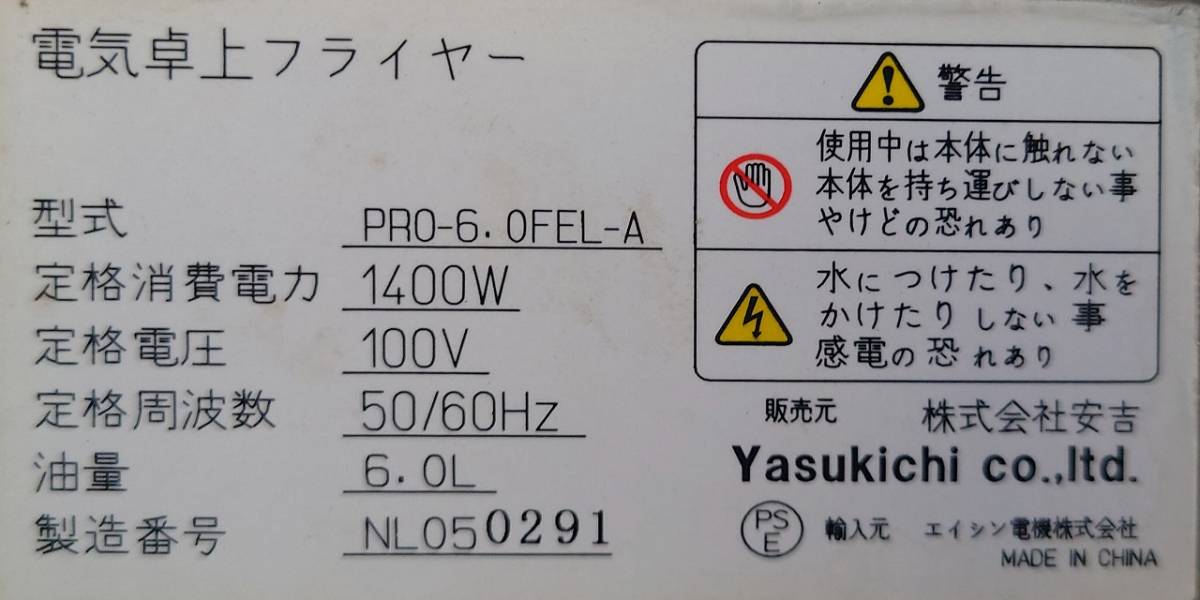 電気卓上フライヤー
型式 PRO-6.0FEL-A
定格消費電力 1400W
定格電圧 100V
定格周波数 50/60Hz
油量 6.0L
製造番号 NL050291
警告
使用中は本体に触れない
本体を持ち運びしない事
やけどの恐れあり
水につけたり、水を
かけたりしない事
感電の恐れあり
販売元 株式会社安吉
Yasukichi co.,ltd.
PS
E
輸入元 エイシン電機株式会社
MADE IN CHINA